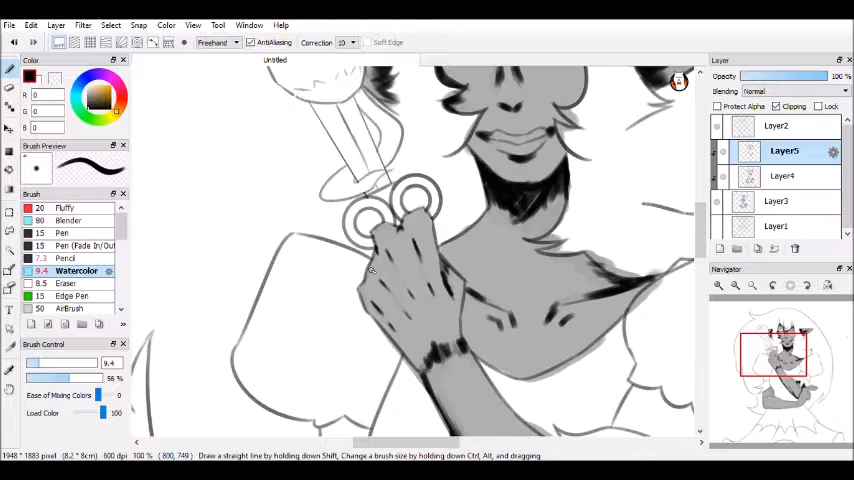 File Edit Layer Filter Select Snap Color View Tool Window Help
OFF Freehand AntiAliasing Correction 10 Soft Edge
Color
Untitled
R 0
G 0
B 0
Brush Preview
Brush
20 Fluffy
80 Blender
15 Pen
15 Pen (Fade In/Out
7.3 Pencil
9.4 Watercolor
8.5 Eraser
15 Edge Pen
50 AirBrush
Brush Control
9.4
56 %
Ease of Mixing Colors 0
Load Color 100
Layer
Opacity 100 %
Blending Normal
Protect Alpha Clipping Lock
Layer2
Layer5
Layer4
Layer3
Layer1
Navigator
1948 * 1883 pixel (8.2 * 8cm) 600 dpi 100 % ( 800, 749 ) Draw a straight line by holding down Shift, Change a brush size by holding down Ctrl, Alt, and dragging